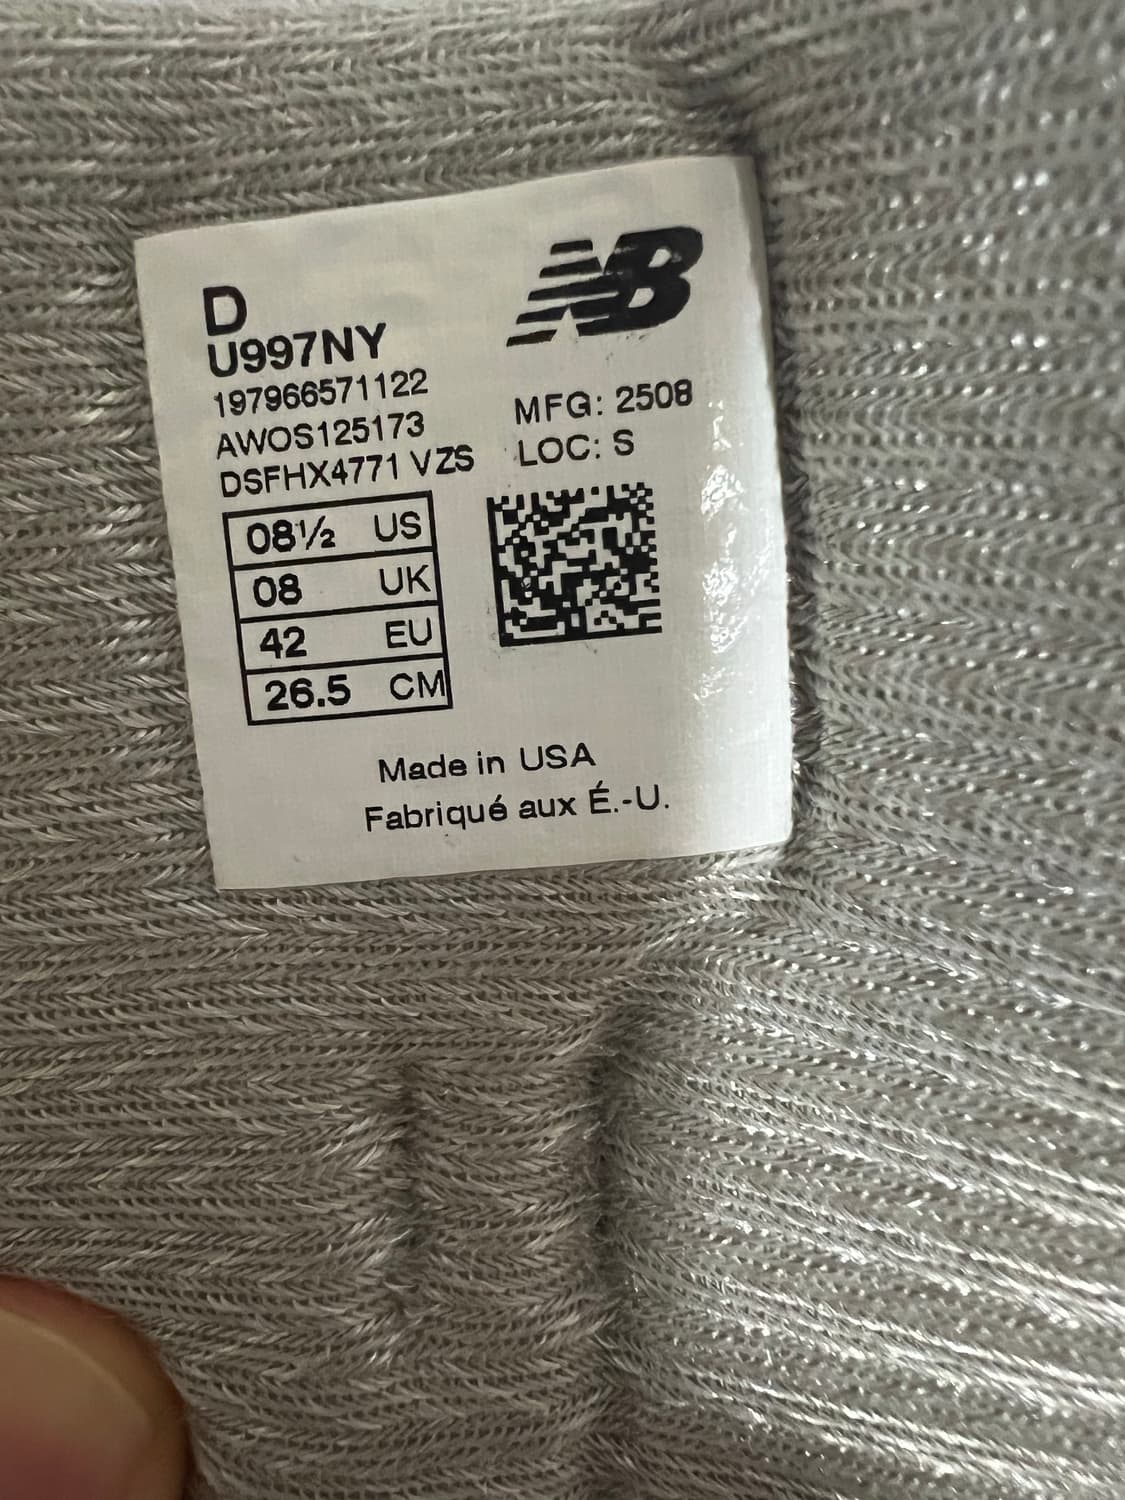 NB
D
U997NY
197966571122
AWOS125173
DSFHX4771 VZS
MFG: 2508
LOC: S
08½ US
08 UK
42 EU
26.5 CM
Made in USA
Fabriqué aux É.-U.